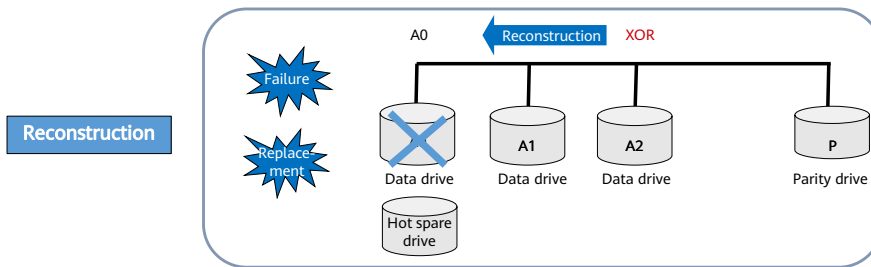 A0
Reconstruction
XOR
Failure
Reconstruction
A1
A2
P
Replace-
ment
Data drive
Data drive
Data drive
Parity drive
Hot spare
drive